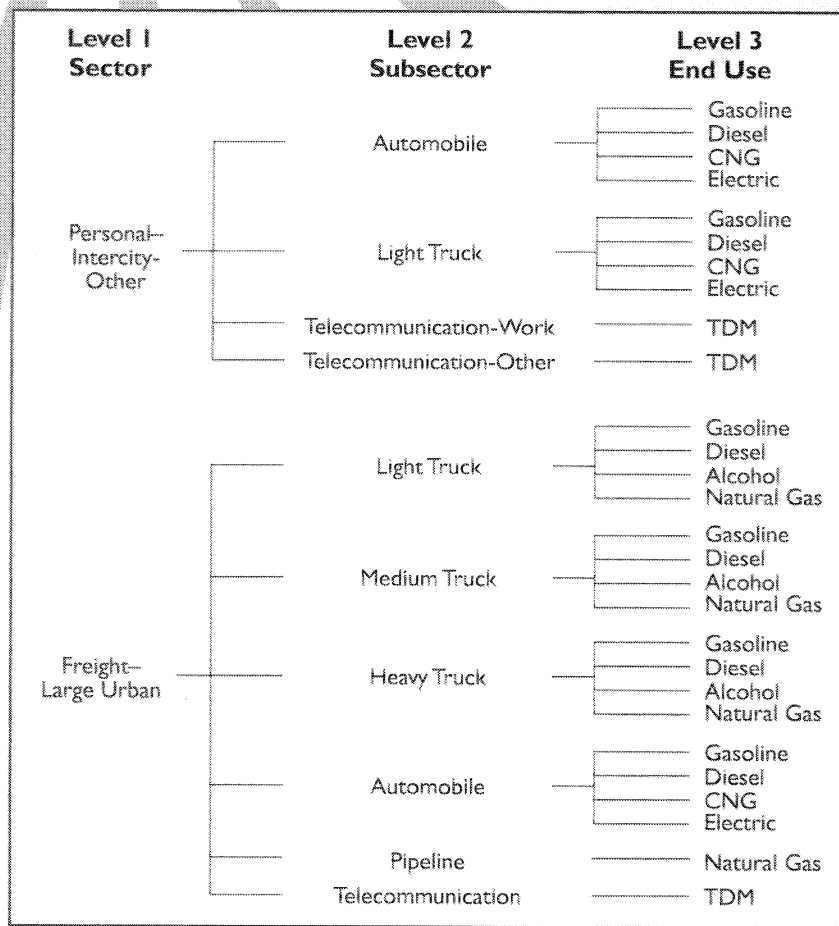 Level 1 Level 2 Level 3
Sector Subsector End Use
Gasoline
Diesel
Automobile
CNG
Electric
Personal–
Intercity-
Other
Gasoline
Diesel
Light Truck
CNG
Electric
Telecommunication-Work TDM
Telecommunication-Other TDM
Gasoline
Diesel
Light Truck
Alcohol
Natural Gas
Gasoline
Diesel
Medium Truck
Alcohol
Natural Gas
Freight–
Large Urban
Gasoline
Diesel
Heavy Truck
Alcohol
Natural Gas
Gasoline
Diesel
Automobile
CNG
Electric
Pipeline Natural Gas
Telecommunication TDM